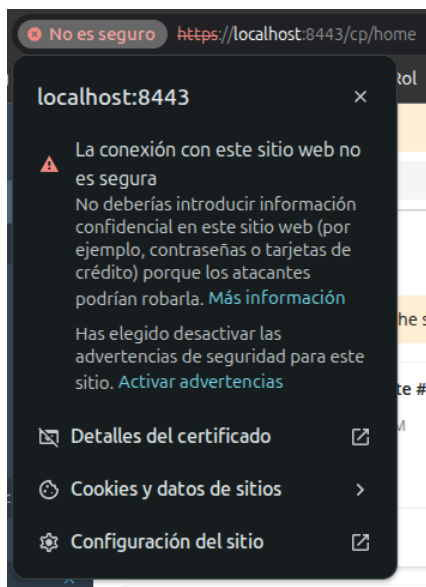 No es seguro https://localhost:8443/cp/home
localhost:8443
Rol
La conexión con este sitio web no
es segura
No deberías introducir información
confidencial en este sitio web (por
ejemplo, contraseñas o tarjetas de
crédito) porque los atacantes
podrían robarla. Más información
he s
Has elegido desactivar las
advertencias de seguridad para este
sitio. Activar advertencias
te #
M
Detalles del certificado
Cookies y datos de sitios
Configuración del sitio